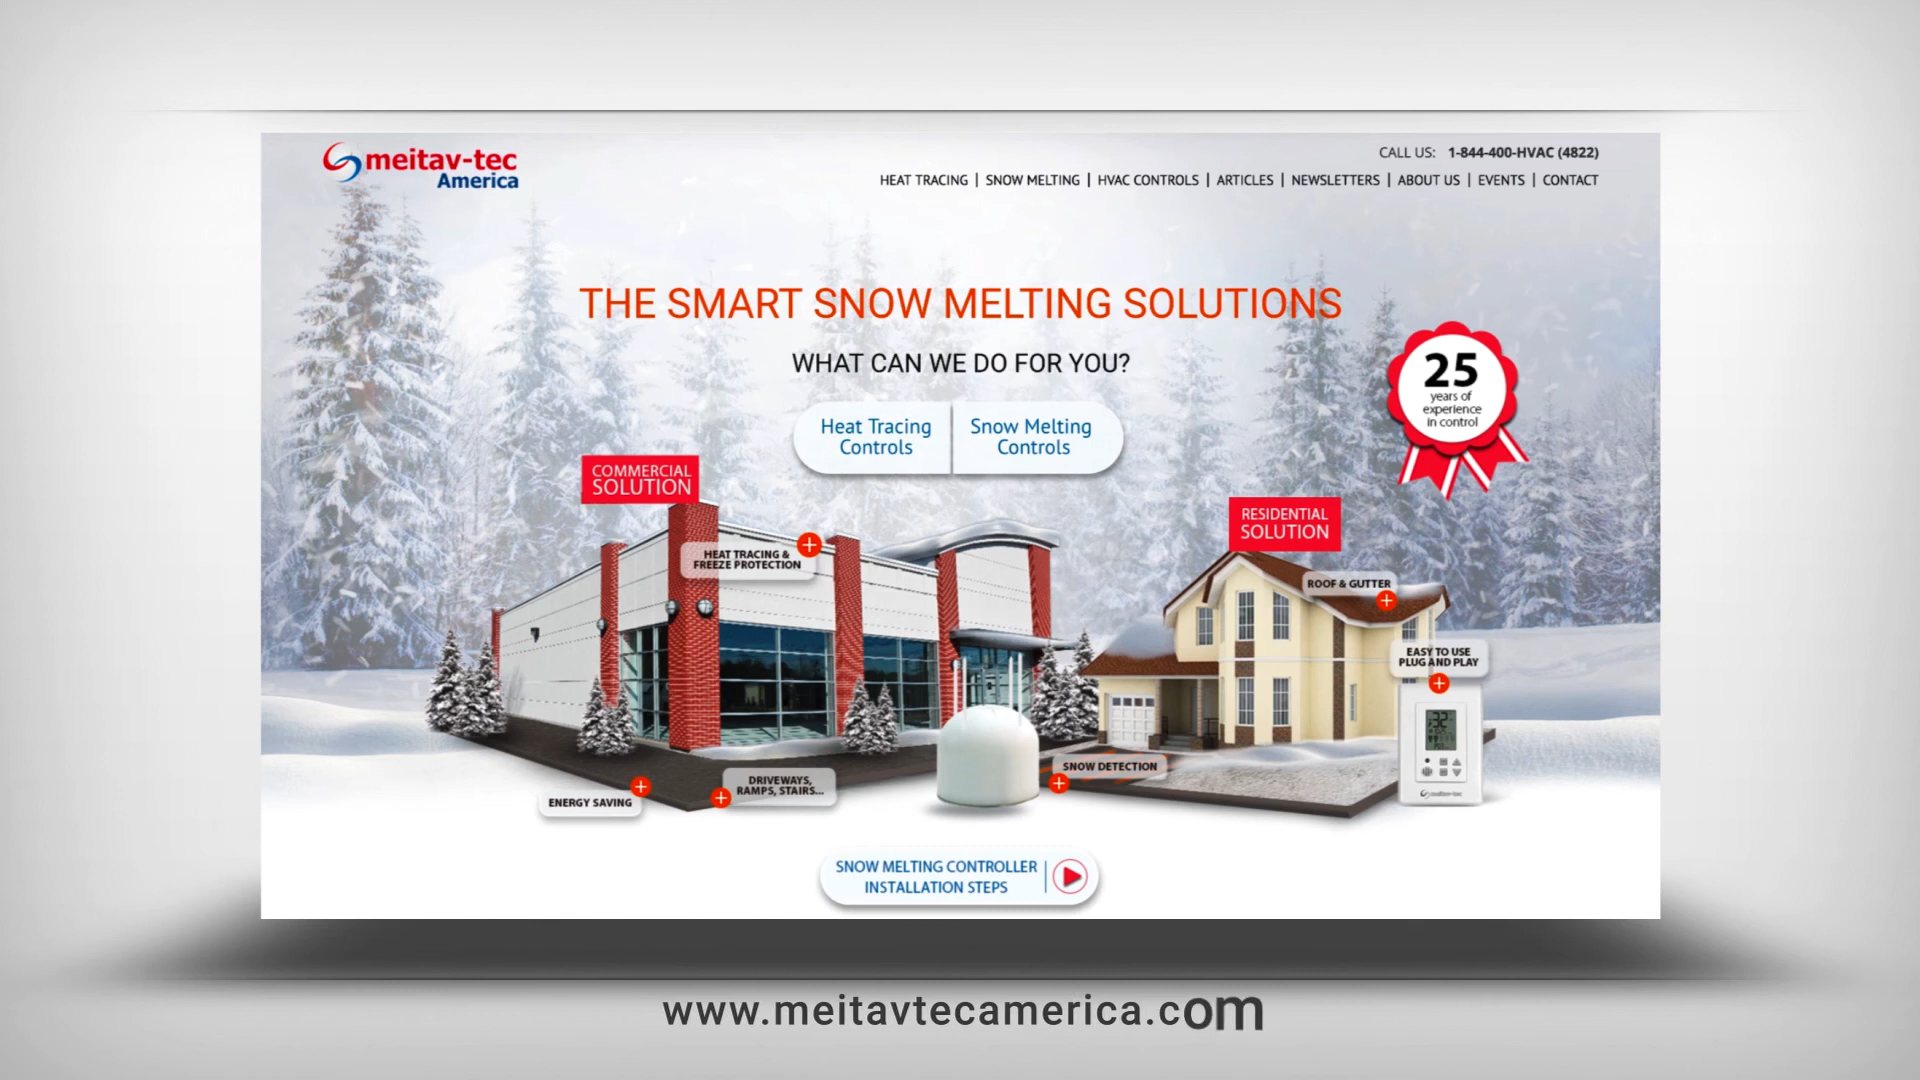 meitav-tec
America
CALL US: 1-844-400-HVAC (4822)
HEAT TRACING | SNOW MELTING | HVAC CONTROLS | ARTICLES | NEWSLETTERS | ABOUT US | EVENTS | CONTACT
THE SMART SNOW MELTING SOLUTIONS
WHAT CAN WE DO FOR YOU?
Heat Tracing
Controls
Snow Melting
Controls
25
years of
experience
in control
COMMERCIAL
SOLUTION
RESIDENTIAL
SOLUTION
HEAT TRACING &
FREEZE PROTECTION
ROOF & GUTTER
EASY TO USE
PLUG AND PLAY
32
meitav-tec
SNOW DETECTION
DRIVEWAYS,
RAMPS, STAIRS...
ENERGY SAVING
SNOW MELTING CONTROLLER
INSTALLATION STEPS
www.meitavtecamerica.com